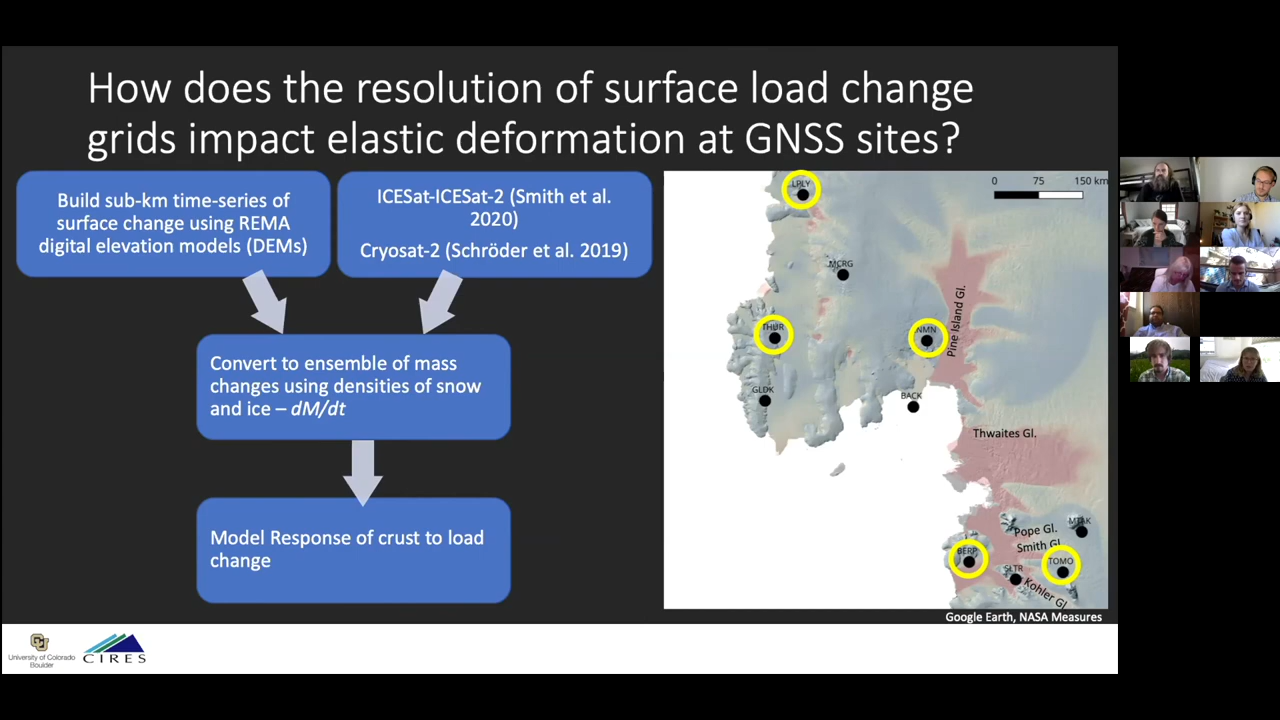 How does the resolution of surface load change
grids impact elastic deformation at GNSS sites?
Build sub-km time-series of
surface change using REMA
digital elevation models (DEMs)
ICESat-ICESat-2 (Smith et al.
2020)
Cryosat-2 (Schröder et al. 2019)
Convert to ensemble of mass
changes using densities of snow
and ice – dM/dt
Model Response of crust to load
change
0 75 150 km
LPLY
MCRG
THUR
INMN
Pine Island Gl.
GLDK
BACK
Thwaites Gl.
Pope Gl.
MTAK
Smith Gl.
BERP
SLTR
TOMO
Kohler Gl.
Google Earth, NASA Measures
University of Colorado
Boulder
CIRES